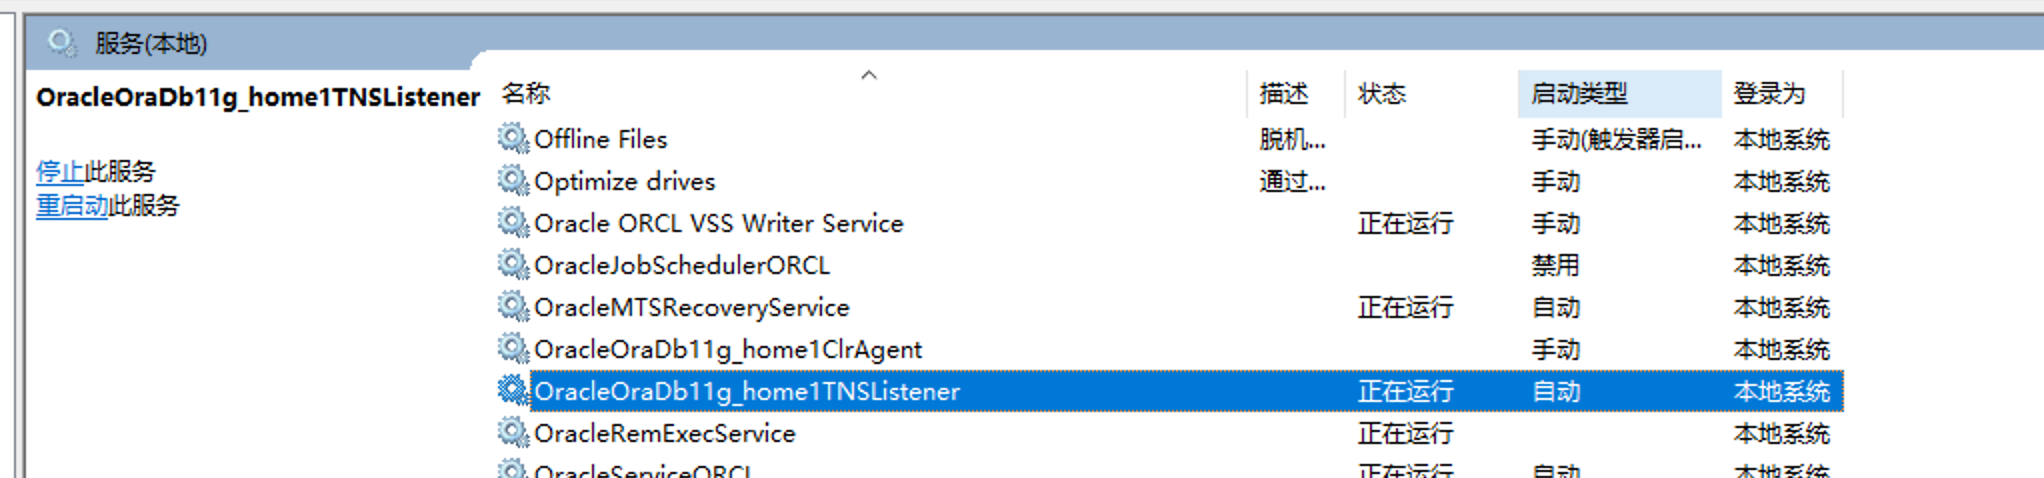 服务(本地)
OracleOraDb11g_home1TNSListener
停止此服务
重启动此服务
名称 描述 状态 启动类型 登录为
Offline Files 脱机... 手动(触发器启... 本地系统
Optimize drives 通过... 手动 本地系统
Oracle ORCL VSS Writer Service 正在运行 手动 本地系统
OracleJobSchedulerORCL 禁用 本地系统
OracleMTSRecoveryService 正在运行 自动 本地系统
OracleOraDb11g_home1ClrAgent 手动 本地系统
OracleOraDb11g_home1TNSListener 正在运行 自动 本地系统
OracleRemExecService 正在运行 本地系统
OracleServiceORCL 正在运行 自动 本地系统